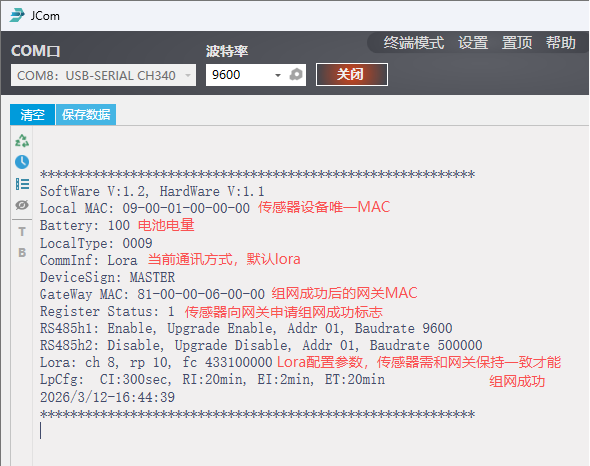 JCom
终端模式 设置 置顶 帮助
COM口 波特率
COM8: USB-SERIAL CH340 9600 关闭
清空 保存数据
*********************************************************
SoftWare V:1.2, HardWare V:1.1
Local MAC: 09-00-01-00-00-00 传感器设备唯一MAC
Battery: 100 电池电量
LocalType: 0009
CommInf: Lora 当前通讯方式，默认lora
DeviceSign: MASTER
GateWay MAC: 81-00-00-06-00-00 组网成功后的网关MAC
Register Status: 1 传感器向网关申请组网成功标志
RS485h1: Enable, Upgrade Enable, Addr 01, Baudrate 9600
RS485h2: Disable, Upgrade Disable, Addr 01, Baudrate 500000
Lora: ch 8, rp 10, fc 433100000 Lora配置参数，传感器需和网关保持一致才能
组网成功
LpCfg: CI:300sec, RI:20min, EI:2min, ET:20min
2026/3/12-16:44:39
*********************************************************
T
B